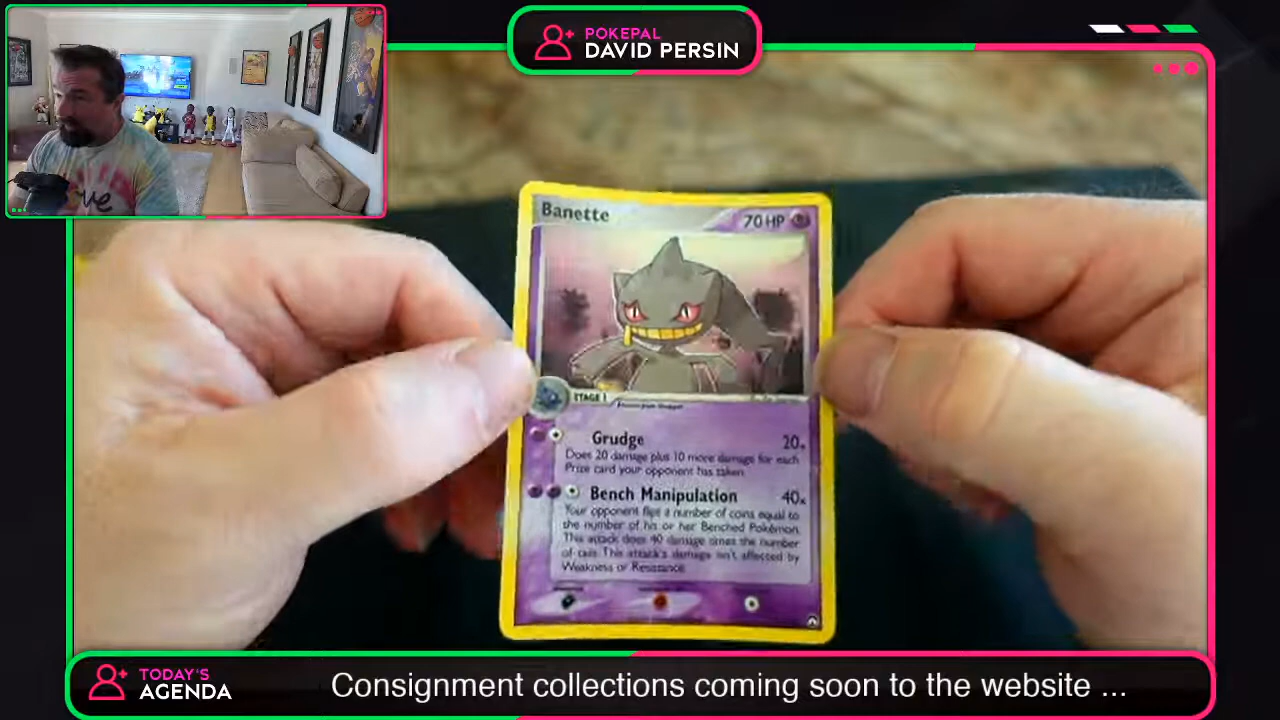 POKEPAL
DAVID PERSIN
Banette
70 HP
STAGE 1
Grudge 20+
Does 20 damage plus 10 more damage for each
Prize card your opponent has taken.
Bench Manipulation 40x
Your opponent flips a number of coins equal to
the number of his or her Benched Pokémon.
This attack does 40 damage times the number
of tails. This attack's damage isn't affected by
Weakness or Resistance.
TODAY'S
AGENDA
Consignment collections coming soon to the website ...